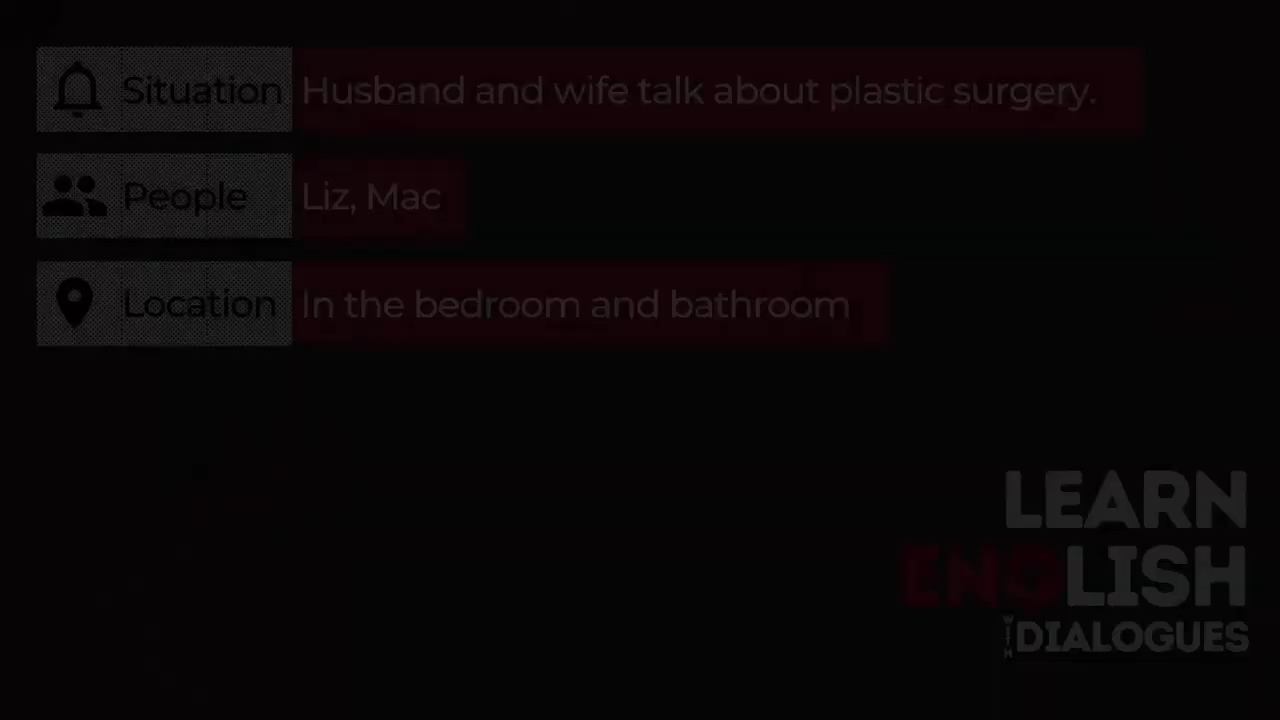 Situation Husband and wife talk about plastic surgery.
People Liz, Mac
Location In the bedroom and bathroom
LEARN
ENGLISH
WITH DIALOGUES